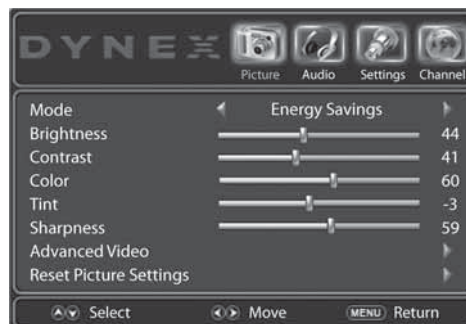 DYNEX
Picture Audio Settings Channel
Mode Energy Savings
Brightness 44
Contrast 41
Color 60
Tint -3
Sharpness 59
Advanced Video
Reset Picture Settings
Select Move MENU Return